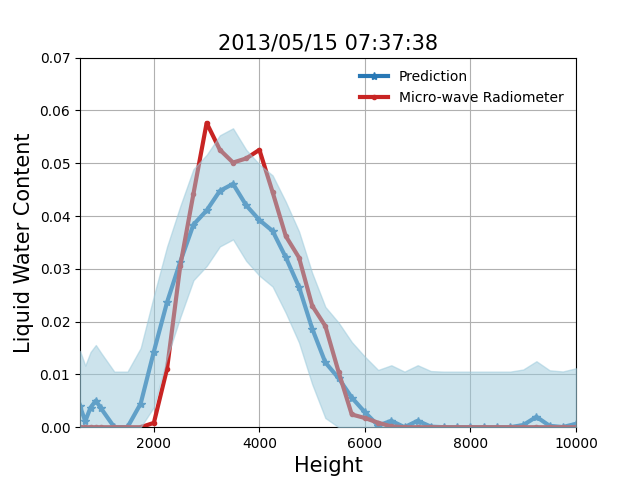 2013/05/15 07:37:38
Prediction
Micro-wave Radiometer
Liquid Water Content
0.07
0.06
0.05
0.04
0.03
0.02
0.01
0.00
2000 4000 6000 8000 10000
Height